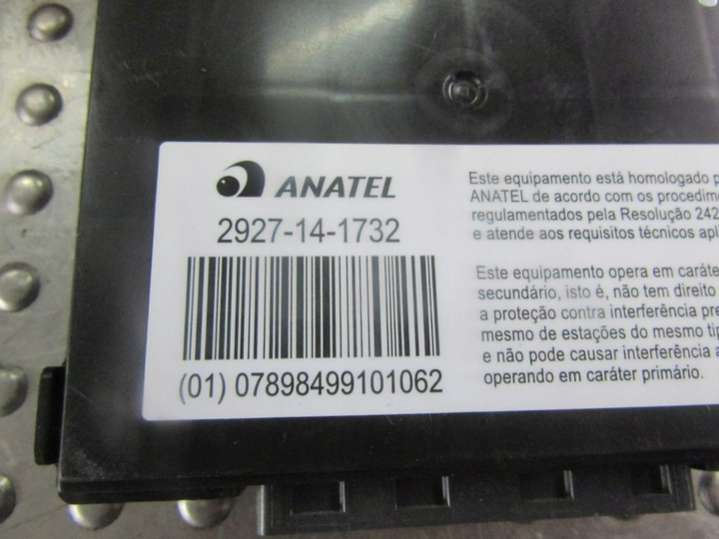 ANATEL
2927-14-1732
(01) 07898499101062
Este equipamento está homologado
ANATEL de acordo com os
regulamentados pela Resolução 242
e atende aos requisitos técnicos
Este equipamento opera em caráter
secundário, isto é, não tem direito
a proteção contra interferência
mesmo de estações do mesmo
e não pode causar interferência a
operando em caráter primário.